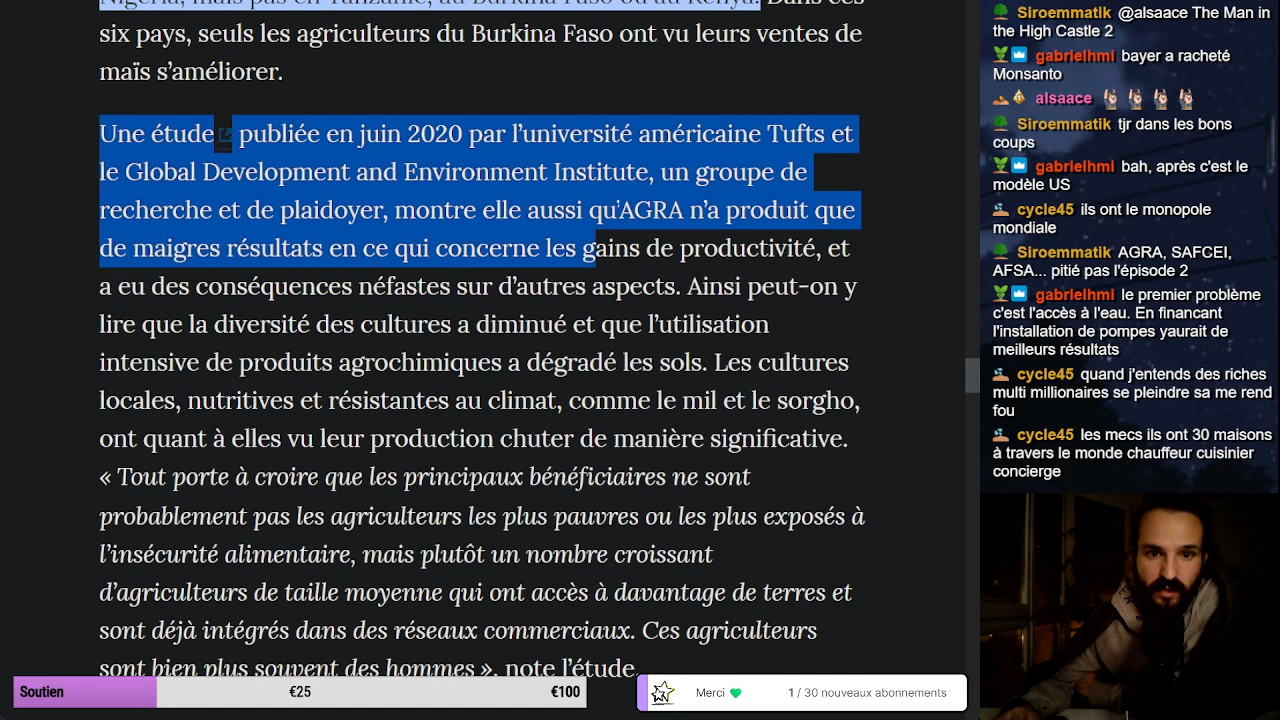 Nigeria, mais pas en Tanzanie, au Burkina Faso ou au Kenya. Dans ces
six pays, seuls les agriculteurs du Burkina Faso ont vu leurs ventes de
maïs s’améliorer.
Une étude publiée en juin 2020 par l’université américaine Tufts et
le Global Development and Environment Institute, un groupe de
recherche et de plaidoyer, montre elle aussi qu’AGRA n’a produit que
de maigres résultats en ce qui concerne les gains de productivité, et
a eu des conséquences néfastes sur d’autres aspects. Ainsi peut-on y
lire que la diversité des cultures a diminué et que l’utilisation
intensive de produits agrochimiques a dégradé les sols. Les cultures
locales, nutritives et résistantes au climat, comme le mil et le sorgho,
ont quant à elles vu leur production chuter de manière significative.
« Tout porte à croire que les principaux bénéficiaires ne sont
probablement pas les agriculteurs les plus pauvres ou les plus exposés à
l’insécurité alimentaire, mais plutôt un nombre croissant
d’agriculteurs de taille moyenne qui ont accès à davantage de terres et
sont déjà intégrés dans des réseaux commerciaux. Ces agriculteurs
sont bien plus souvent des hommes », note l’étude.
Soutien €25 €100
Merci 1 / 30 nouveaux abonnements
Siroemmatik @alsaace The Man in
the High Castle 2
gabrielhmi bayer a racheté
Monsanto
alsaace
Siroemmatik tjr dans les bons
coups
gabrielhmi bah, après c'est le
modèle US
cycle45 ils ont le monopole
mondiale
Siroemmatik AGRA, SAFCEI,
AFSA... pitié pas l'épisode 2
gabrielhmi le premier problème
c'est l'accès à l'eau. En financant
l'installation de pompes yaurait de
meilleurs résultats
cycle45 quand j'entends des riches
multi millionaires se pleindre sa me rend
fou
cycle45 les mecs ils ont 30 maisons
à travers le monde chauffeur cuisinier
concierge